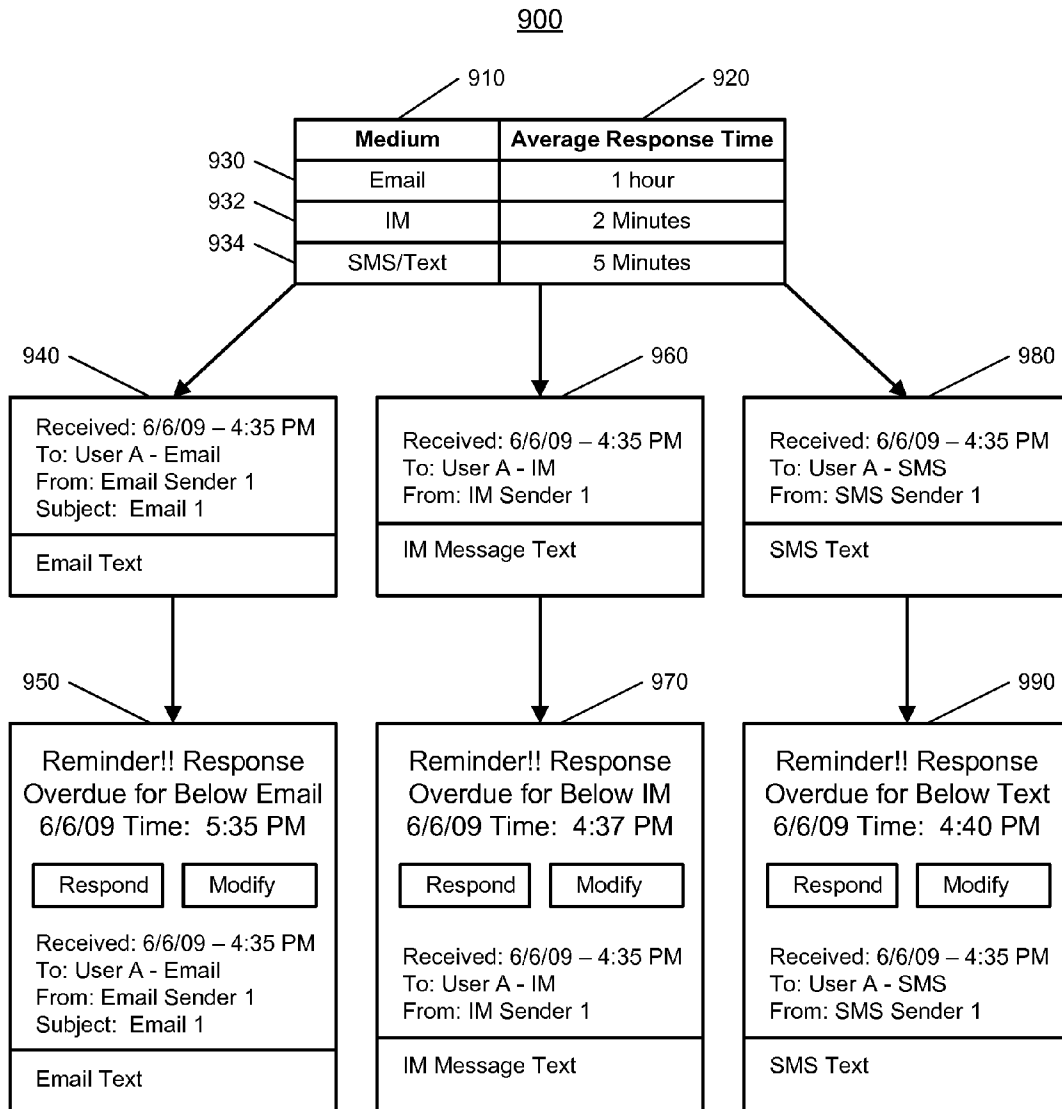 900
910
920
Medium Average Response Time
930
Email 1 hour
932
IM 2 Minutes
934
SMS/Text 5 Minutes
940
Received: 6/6/09 – 4:35 PM
To: User A - Email
From: Email Sender 1
Subject: Email 1
Email Text
960
Received: 6/6/09 – 4:35 PM
To: User A - IM
From: IM Sender 1
IM Message Text
980
Received: 6/6/09 – 4:35 PM
To: User A - SMS
From: SMS Sender 1
SMS Text
950
Reminder!! Response
Overdue for Below Email
6/6/09 Time: 5:35 PM
Respond Modify
Received: 6/6/09 – 4:35 PM
To: User A - Email
From: Email Sender 1
Subject: Email 1
Email Text
970
Reminder!! Response
Overdue for Below IM
6/6/09 Time: 4:37 PM
Respond Modify
Received: 6/6/09 – 4:35 PM
To: User A - IM
From: IM Sender 1
IM Message Text
990
Reminder!! Response
Overdue for Below Text
6/6/09 Time: 4:40 PM
Respond Modify
Received: 6/6/09 – 4:35 PM
To: User A - SMS
From: SMS Sender 1
SMS Text